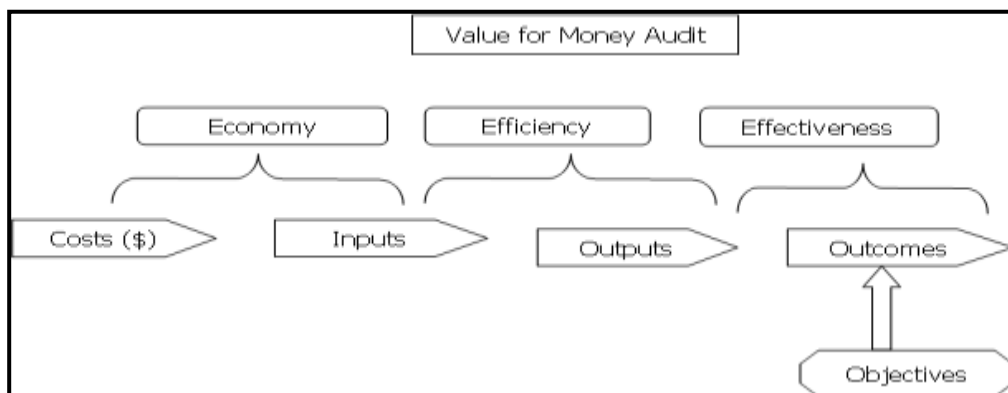 Value for Money Audit
Economy
Efficiency
Effectiveness
Costs ($)
Inputs
Outputs
Outcomes
Objectives